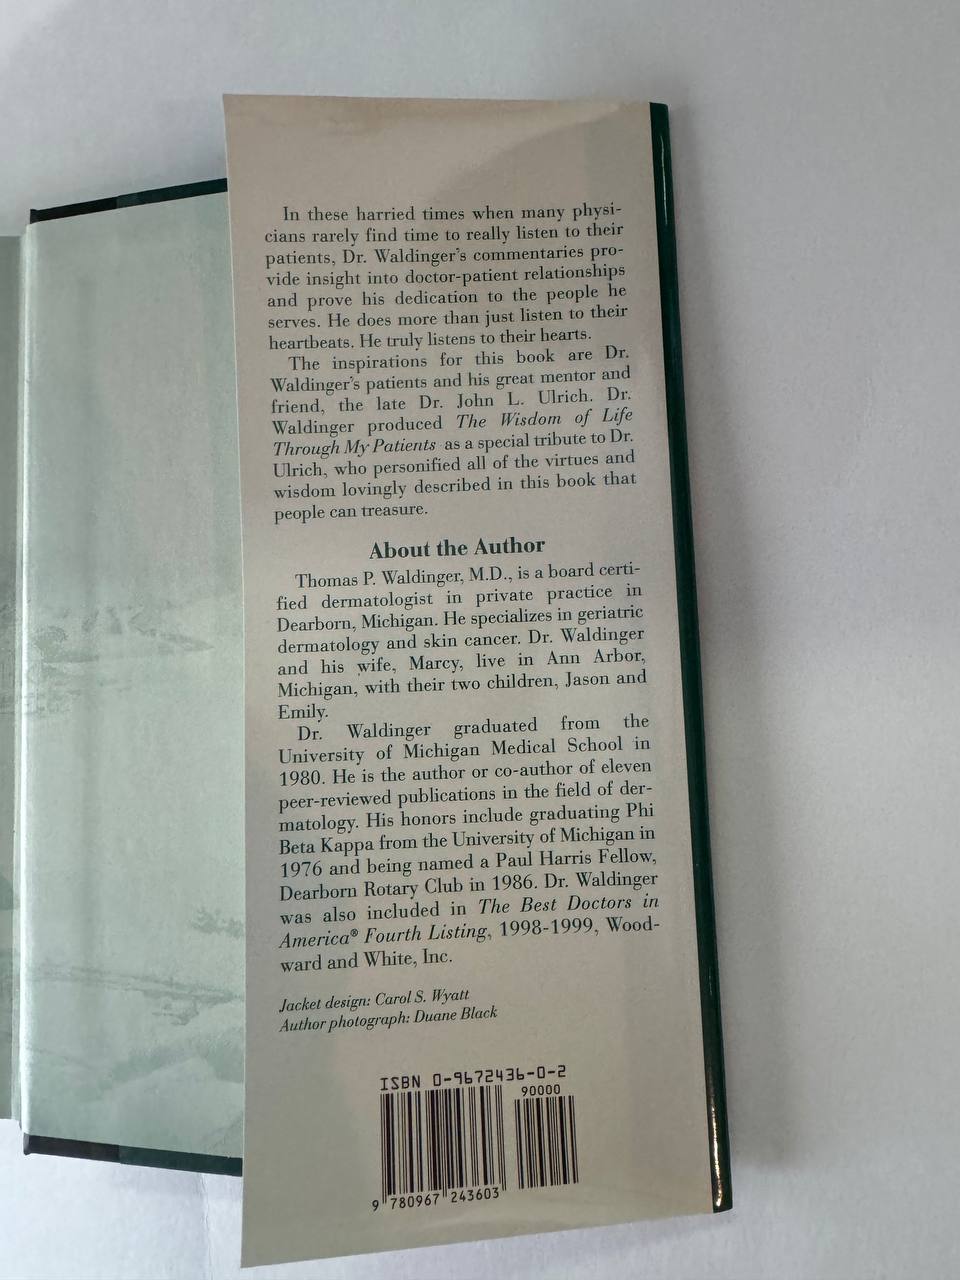 In these harried times when many physi-
cians rarely find time to really listen to their
patients, Dr. Waldinger's commentaries pro-
vide insight into doctor-patient relationships
and prove his dedication to the people he
serves. He does more than just listen to their
heartbeats. He truly listens to their hearts.
The inspirations for this book are Dr.
Waldinger's patients and his great mentor and
friend, the late Dr. John L. Ulrich. Dr.
Waldinger produced The Wisdom of Life
Through My Patients as a special tribute to Dr.
Ulrich, who personified all of the virtues and
wisdom lovingly described in this book that
people can treasure.
About the Author
Thomas P. Waldinger, M.D., is a board certi-
fied dermatologist in private practice in
Dearborn, Michigan. He specializes in geriatric
dermatology and skin cancer. Dr. Waldinger
and his wife, Marcy, live in Ann Arbor,
Michigan, with their two children, Jason and
Emily.
Dr. Waldinger graduated from the
University of Michigan Medical School in
1980. He is the author or co-author of eleven
peer-reviewed publications in the field of der-
matology. His honors include graduating Phi
Beta Kappa from the University of Michigan in
1976 and being named a Paul Harris Fellow,
Dearborn Rotary Club in 1986. Dr. Waldinger
was also included in The Best Doctors in
America® Fourth Listing, 1998-1999, Wood-
ward and White, Inc.
Jacket design: Carol S. Wyatt
Author photograph: Duane Black
ISBN 0-9672436-0-2
90000
9 780967 243603